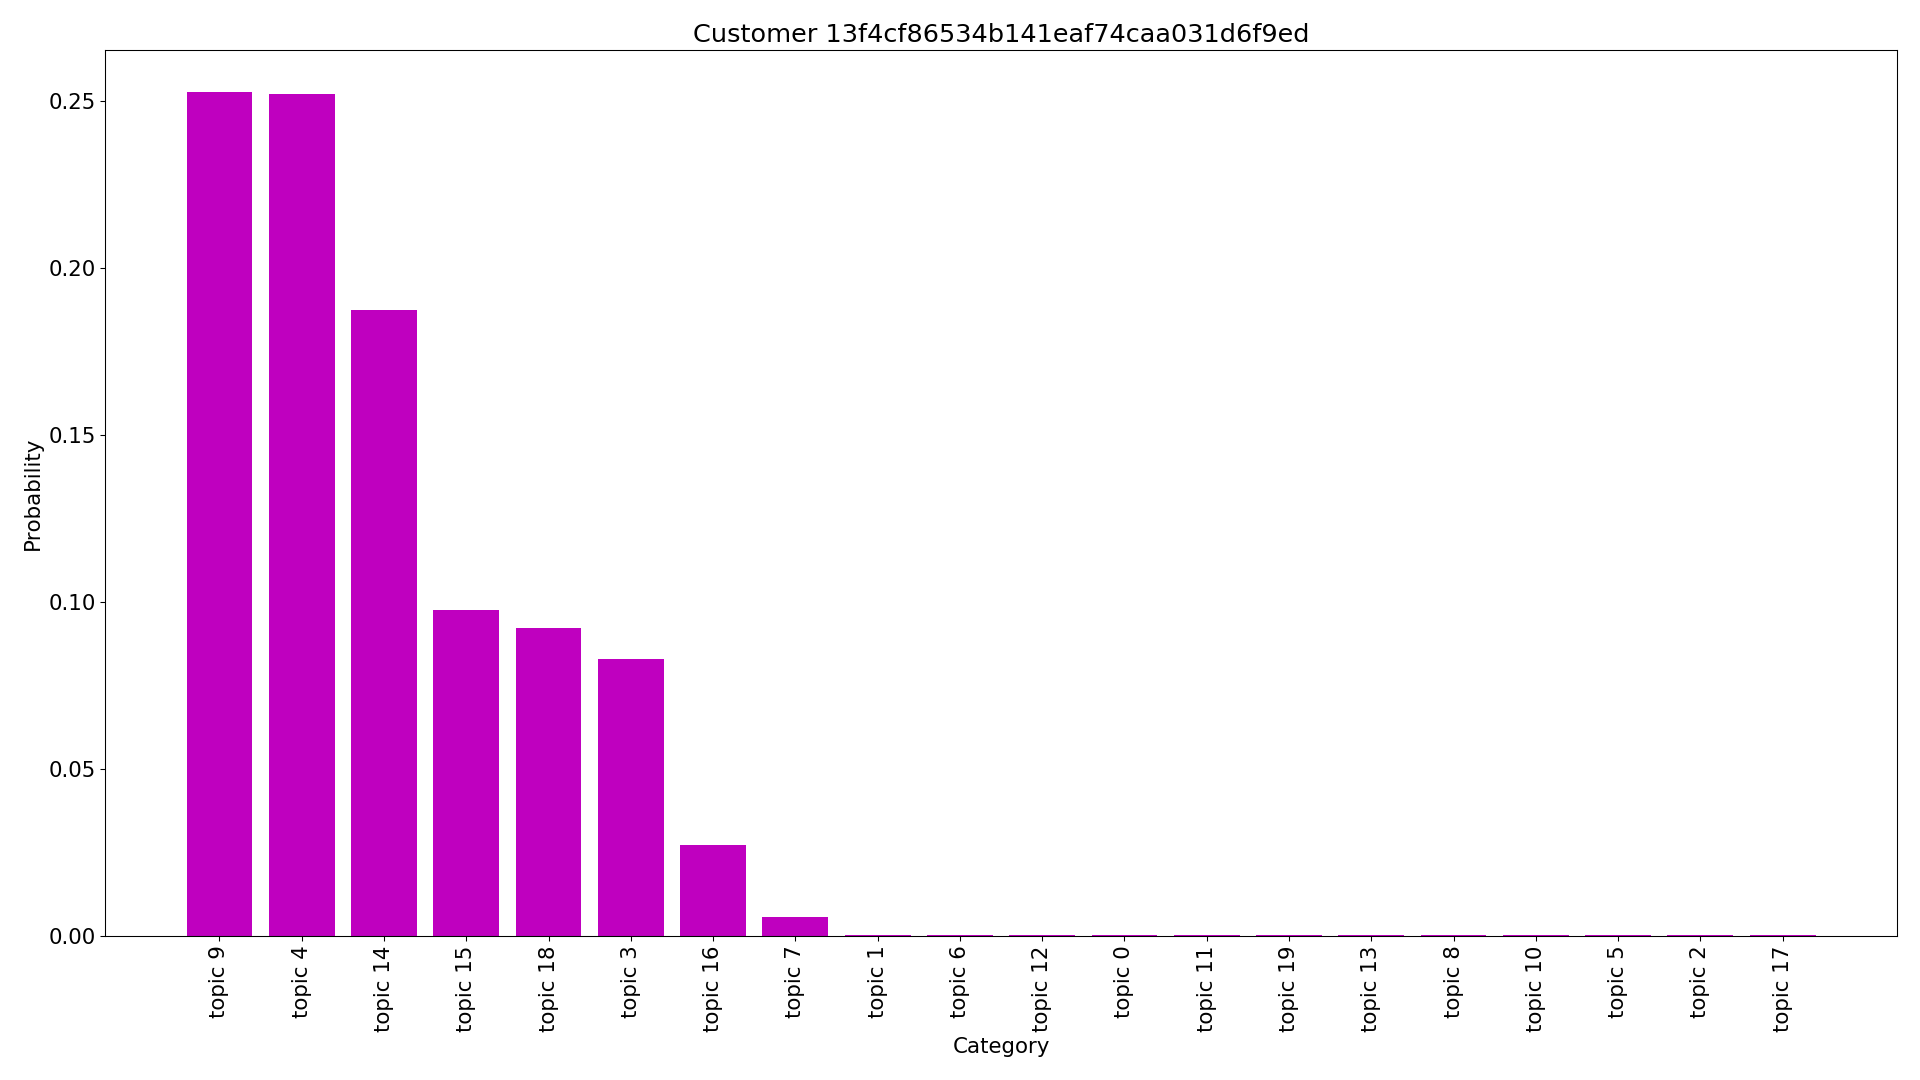 Customer 13f4cf86534b141eaf74caa031d6f9ed
Probability
0.25
0.20
0.15
0.10
0.05
0.00
topic 9
topic 4
topic 14
topic 15
topic 18
topic 3
topic 16
topic 7
topic 1
topic 6
topic 12
topic 0
topic 11
topic 19
topic 13
topic 8
topic 10
topic 5
topic 2
topic 17
Category